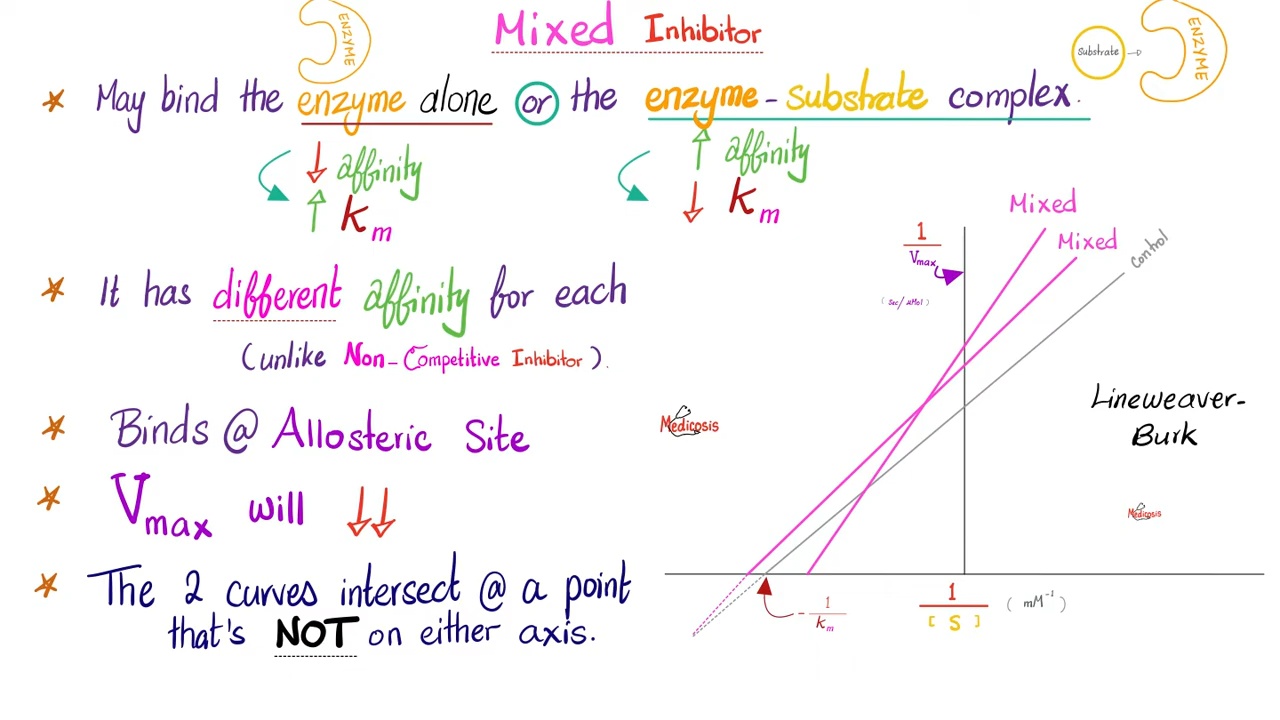 Mixed Inhibitor
ENZYME
Substrate
ENZYME
May bind the enzyme alone or the enzyme - substrate complex.
↓ affinity
↑ Km
↑ affinity
↓ Km
It has different affinity for each
(unlike Non-Competitive Inhibitor).
Binds @ Allosteric Site
Vmax will ↓↓
The 2 curves intersect @ a point
that's NOT on either axis.
Mixed
Mixed
Control
1
Vmax
(Sec/μMol)
Lineweaver-
Burk
Medicosis
Medicosis
- 1
Km
1
[S]
(mM⁻¹)